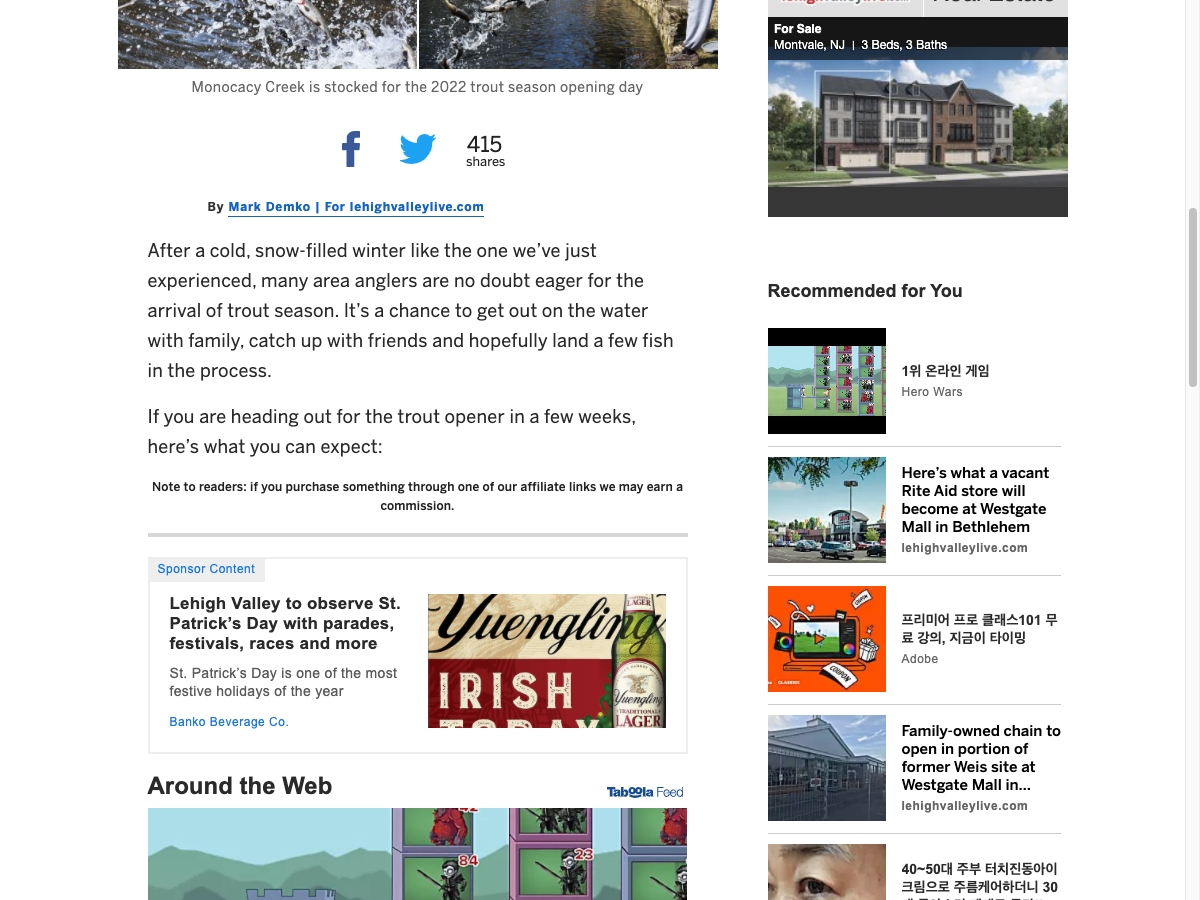 For Sale
Montvale, NJ | 3 Beds, 3 Baths
Monocacy Creek is stocked for the 2022 trout season opening day
415
shares
By Mark Demko | For lehighvalleylive.com
After a cold, snow-filled winter like the one we’ve just
experienced, many area anglers are no doubt eager for the
arrival of trout season. It’s a chance to get out on the water
with family, catch up with friends and hopefully land a few fish
in the process.
If you are heading out for the trout opener in a few weeks,
here’s what you can expect:
Note to readers: if you purchase something through one of our affiliate links we may earn a
commission.
Sponsor Content
Lehigh Valley to observe St.
Patrick’s Day with parades,
festivals, races and more
St. Patrick’s Day is one of the most
festive holidays of the year
Banko Beverage Co.
LAGER
Yuengling
IRISH
TODAY
Yuengling
TRADITIONAL
LAGER
Around the Web
Taboola Feed
84
23
Recommended for You
1위 온라인 게임
Hero Wars
Here’s what a vacant
Rite Aid store will
become at Westgate
Mall in Bethlehem
lehighvalleylive.com
COUPON
COUPON
프리미어 프로 클래스101 무
료 강의, 지금이 타이밍
Adobe
Family-owned chain to
open in portion of
former Weis site at
Westgate Mall in...
lehighvalleylive.com
40~50대 주부 터치진동아이
크림으로 주름케어하더니 30